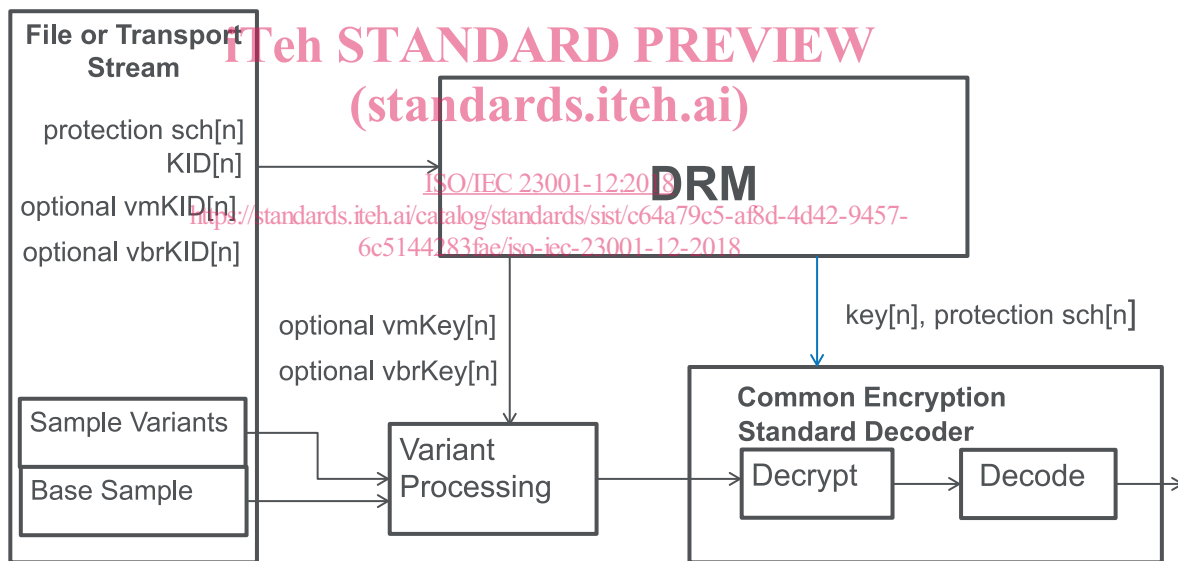 File or Transport
Stream
iTeh STANDARD PREVIEW
(standards.iteh.ai)
protection sch[n]
KID[n]
optional vmKID[n]
optional vbrKID[n]
DRM
ISO/IEC 23001-12:2018
https://standards.iteh.ai/catalog/standards/sist/c64a79c5-af8d-4d42-9457-
6c5144283fae/iso-iec-23001-12-2018
optional vmKey[n]
optional vbrKey[n]
key[n], protection sch[n]
Sample Variants
Base Sample
Variant
Processing
Common Encryption
Standard Decoder
Decrypt
Decode